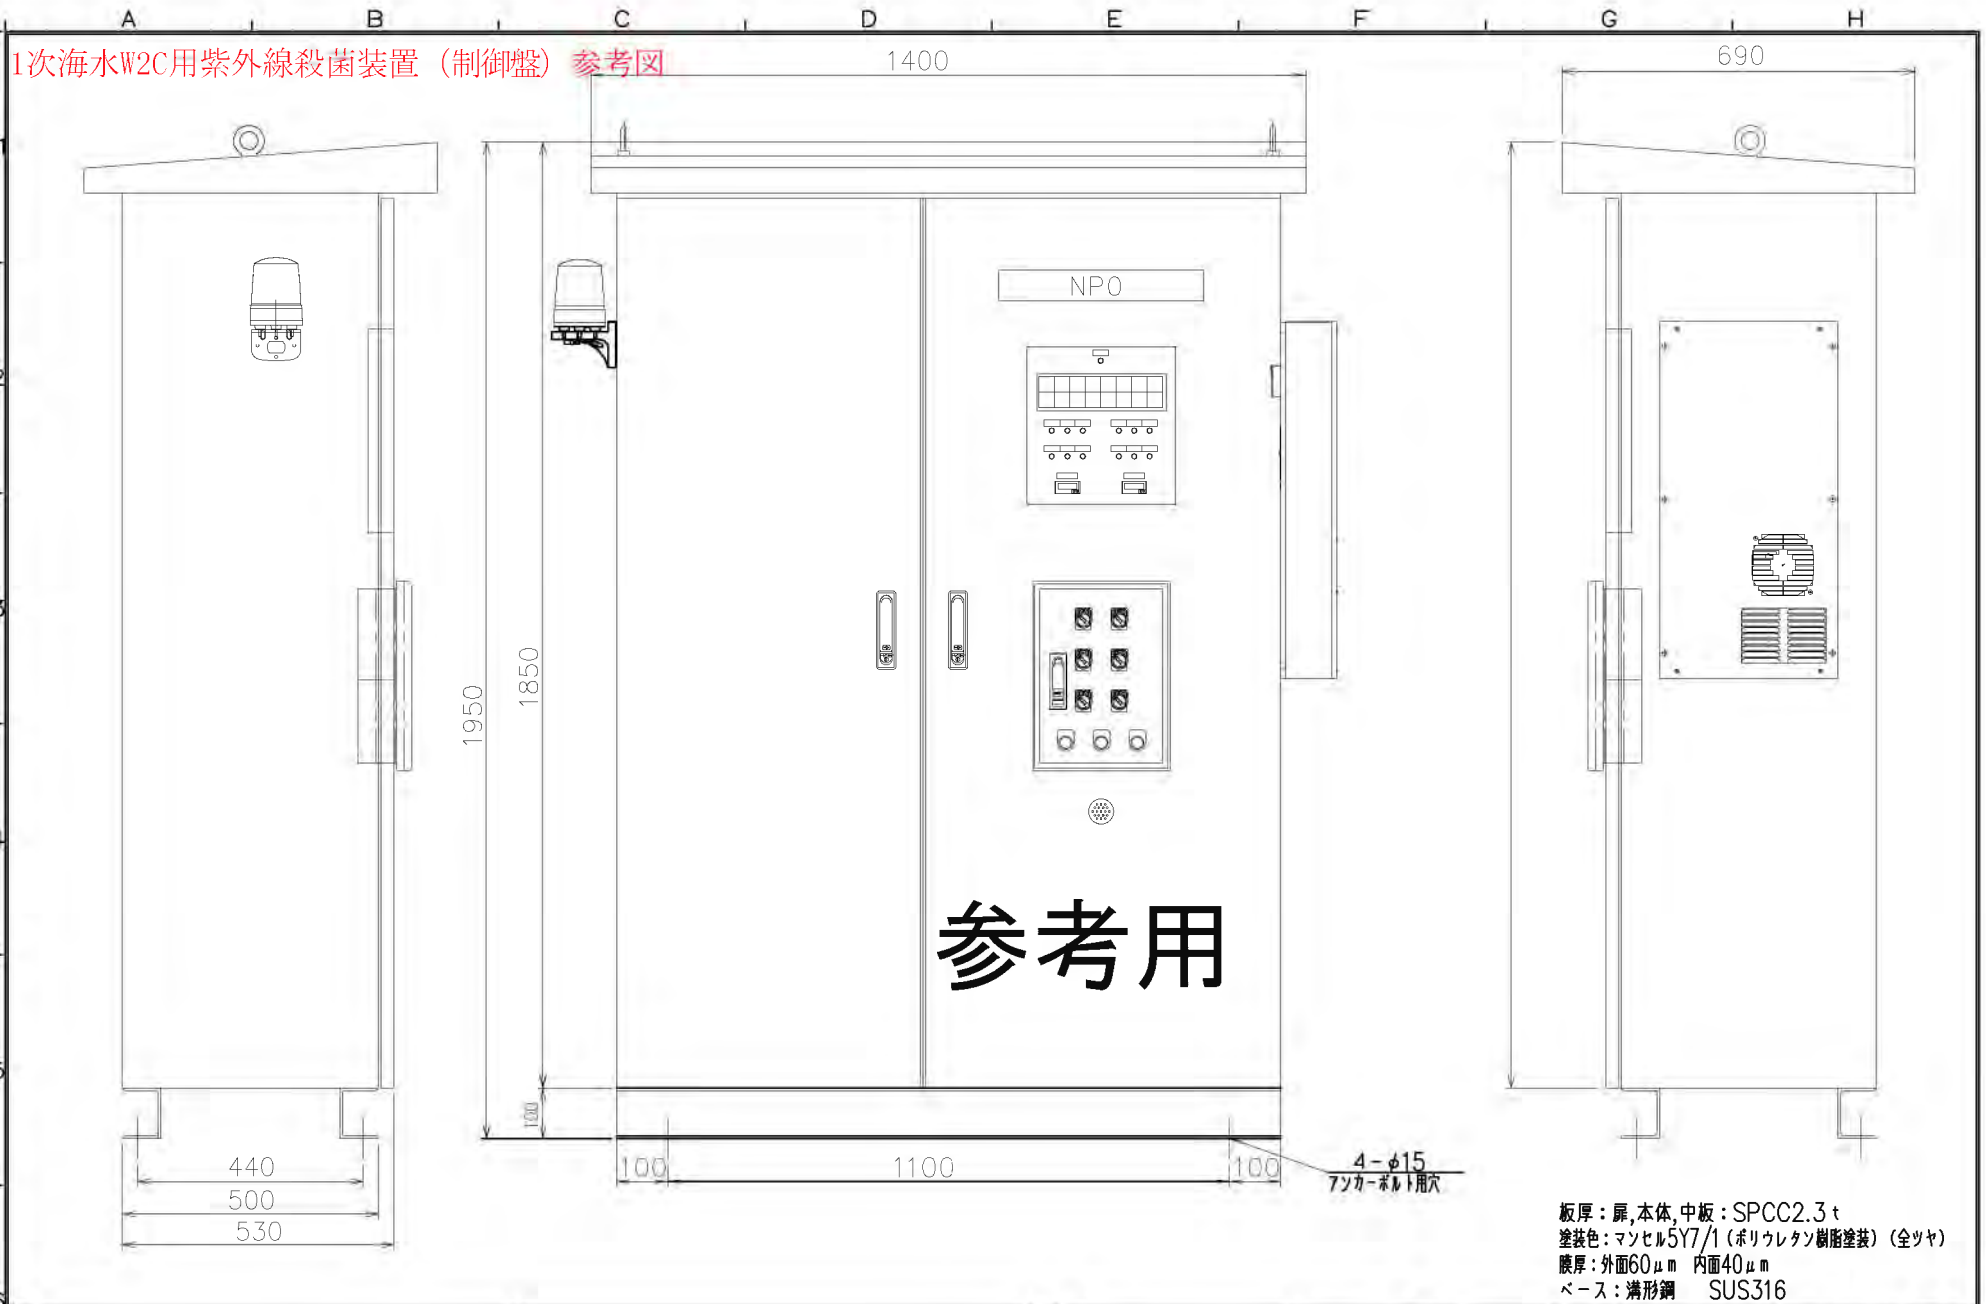 A B C D E F G H
1次海水W2C用紫外線殺菌装置（制御盤） 参考図
1400
690
NPO
1950
1850
100
参考用
440
500
530
100
1100
100
4-φ15
アンカーボルト用穴
板厚：扉,本体,中板：SPCC2.3t
塗装色：マンセル5Y7/1（ポリウレタン樹脂塗装）（全ツヤ）
膜厚：外面60μm 内面40μm
ベース：溝形鋼 SUS316